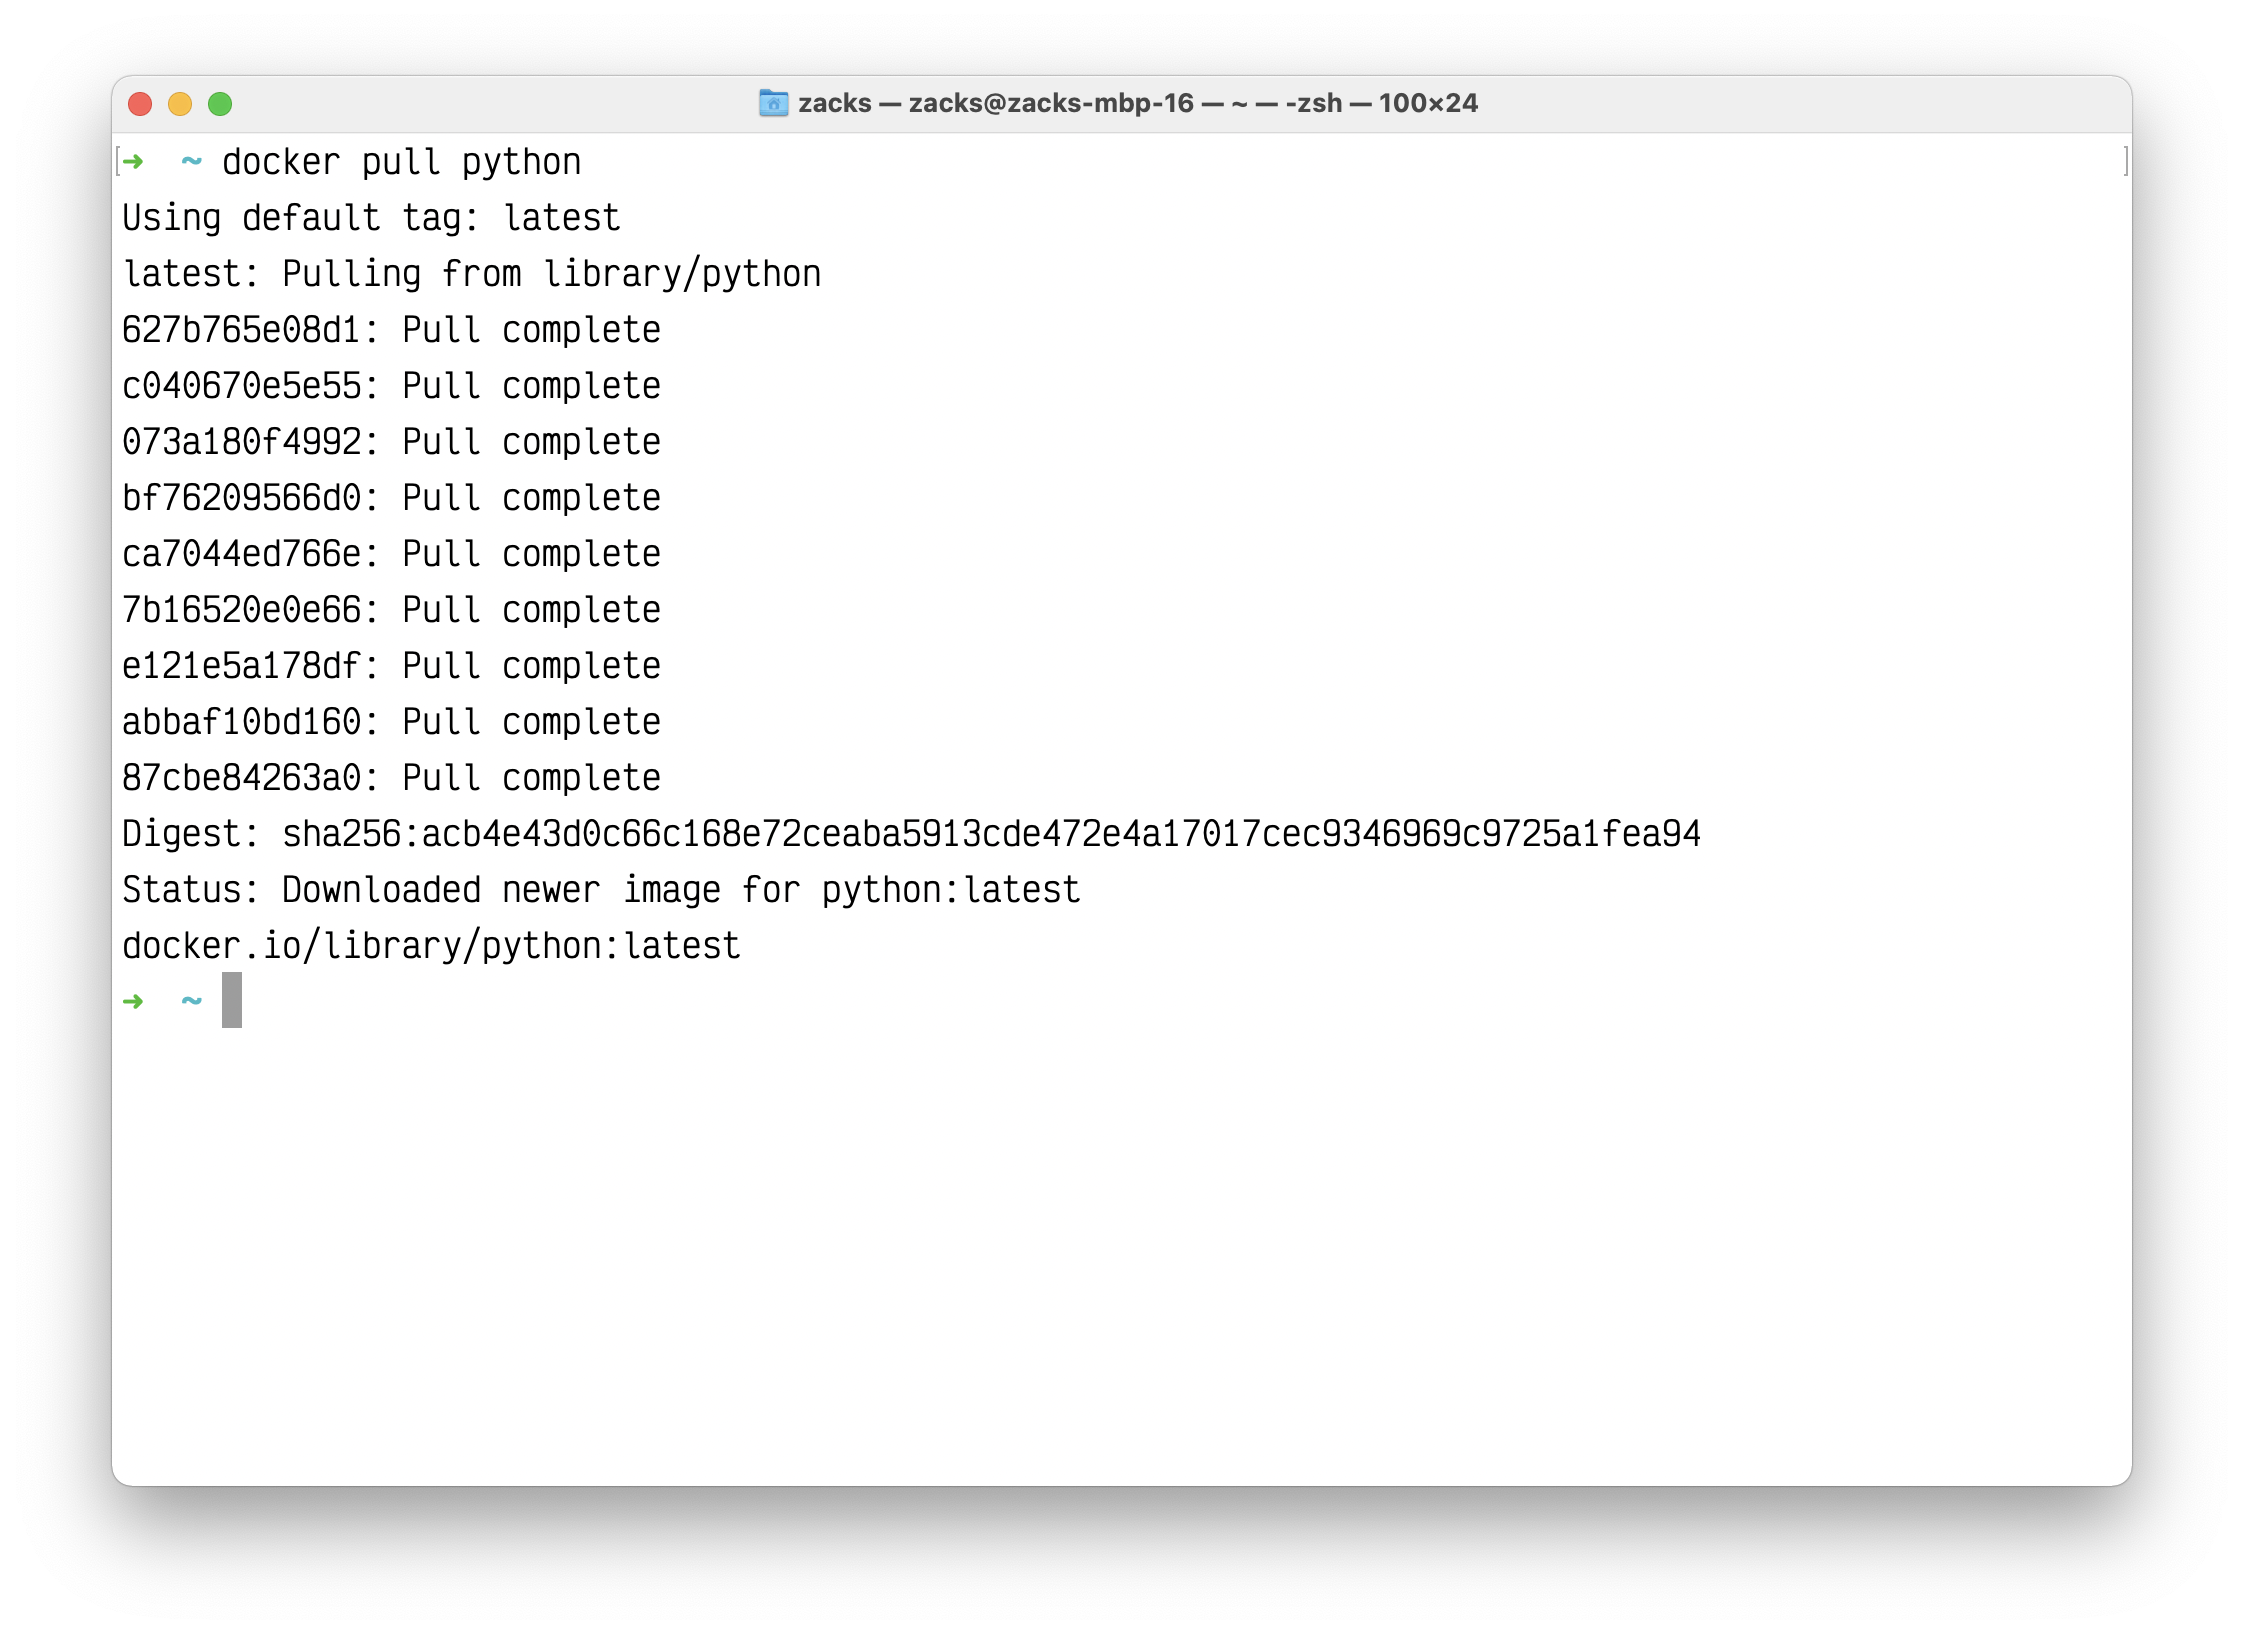 zacks — zacks@zacks-mbp-16 — ~ — -zsh — 100×24
➜  ~ docker pull python
Using default tag: latest
latest: Pulling from library/python
627b765e08d1: Pull complete
c040670e5e55: Pull complete
073a180f4992: Pull complete
bf76209566d0: Pull complete
ca7044ed766e: Pull complete
7b16520e0e66: Pull complete
e121e5a178df: Pull complete
abbaf10bd160: Pull complete
87cbe84263a0: Pull complete
Digest: sha256:acb4e43d0c66c168e72ceaba5913cde472e4a17017cec9346969c9725a1fea94
Status: Downloaded newer image for python:latest
docker.io/library/python:latest
➜  ~